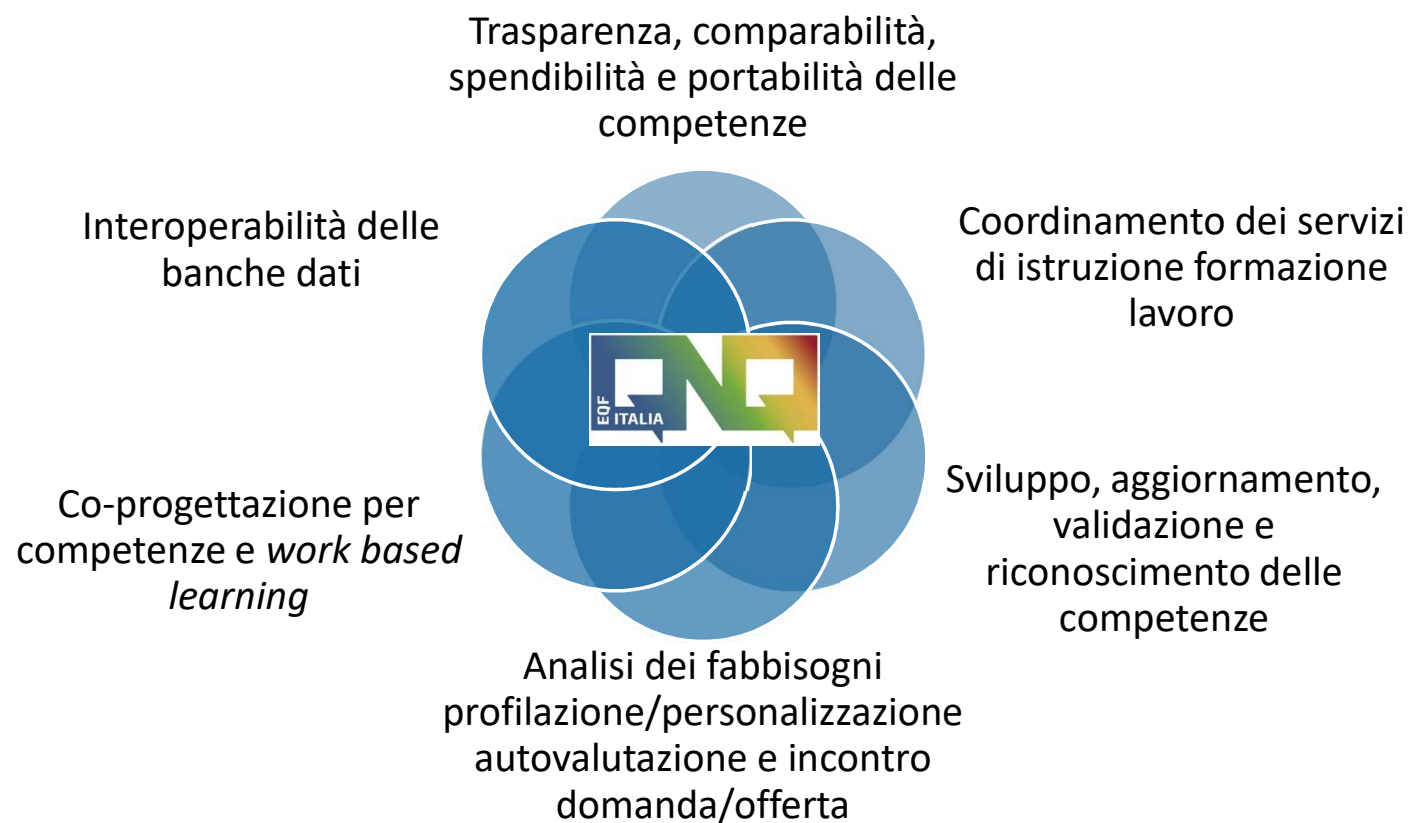 Trasparenza, comparabilità,
spendibilità e portabilità delle
competenze
Interoperabilità delle
banche dati
Coordinamento dei servizi
di istruzione formazione
lavoro
QNQ
EQF
ITALIA
Co-progettazione per
competenze e work based
learning
Sviluppo, aggiornamento,
validazione e
riconoscimento delle
competenze
Analisi dei fabbisogni
profilazione/personalizzazione
autovalutazione e incontro
domanda/offerta